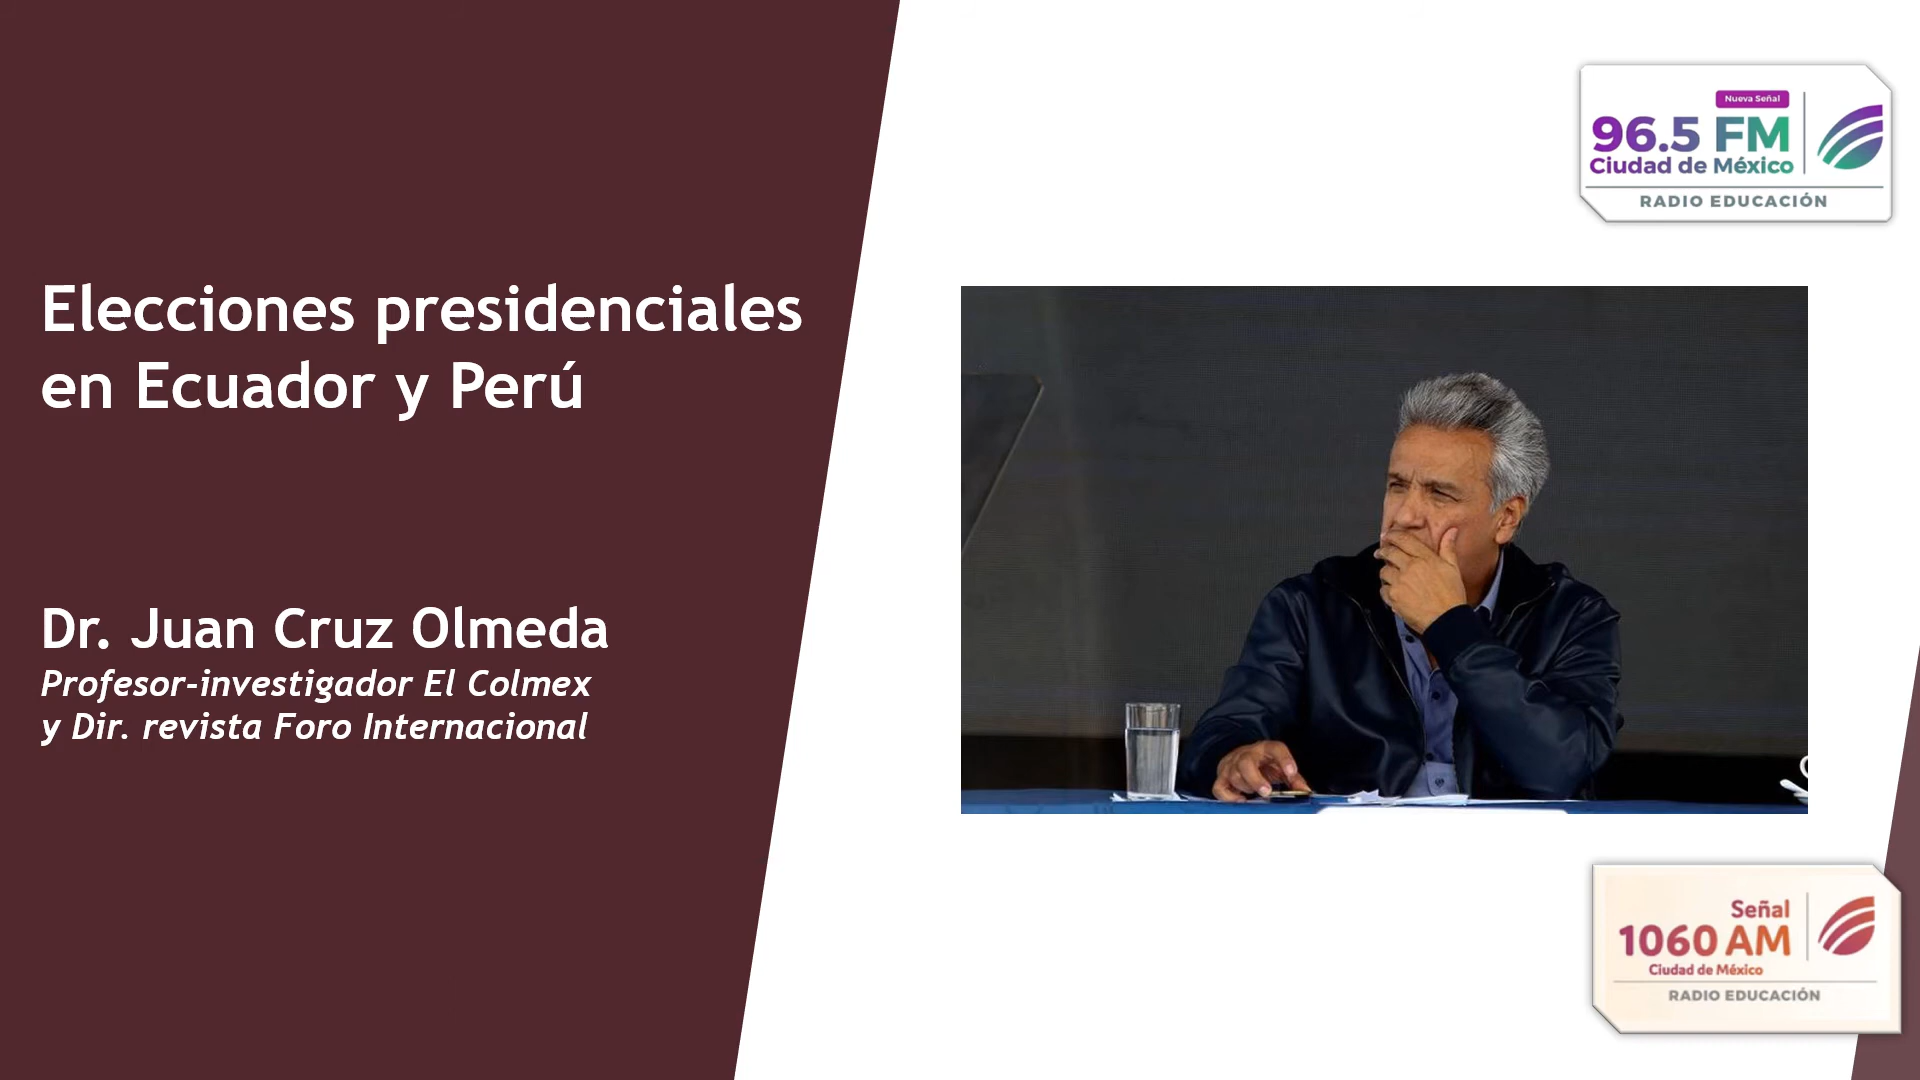 Elecciones presidenciales
en Ecuador y Perú
Dr. Juan Cruz Olmeda
Profesor-investigador El Colmex
y Dir. revista Foro Internacional
Nueva Señal
96.5 FM
Ciudad de México
RADIO EDUCACIÓN
Señal
1060 AM
Ciudad de México
RADIO EDUCACIÓN